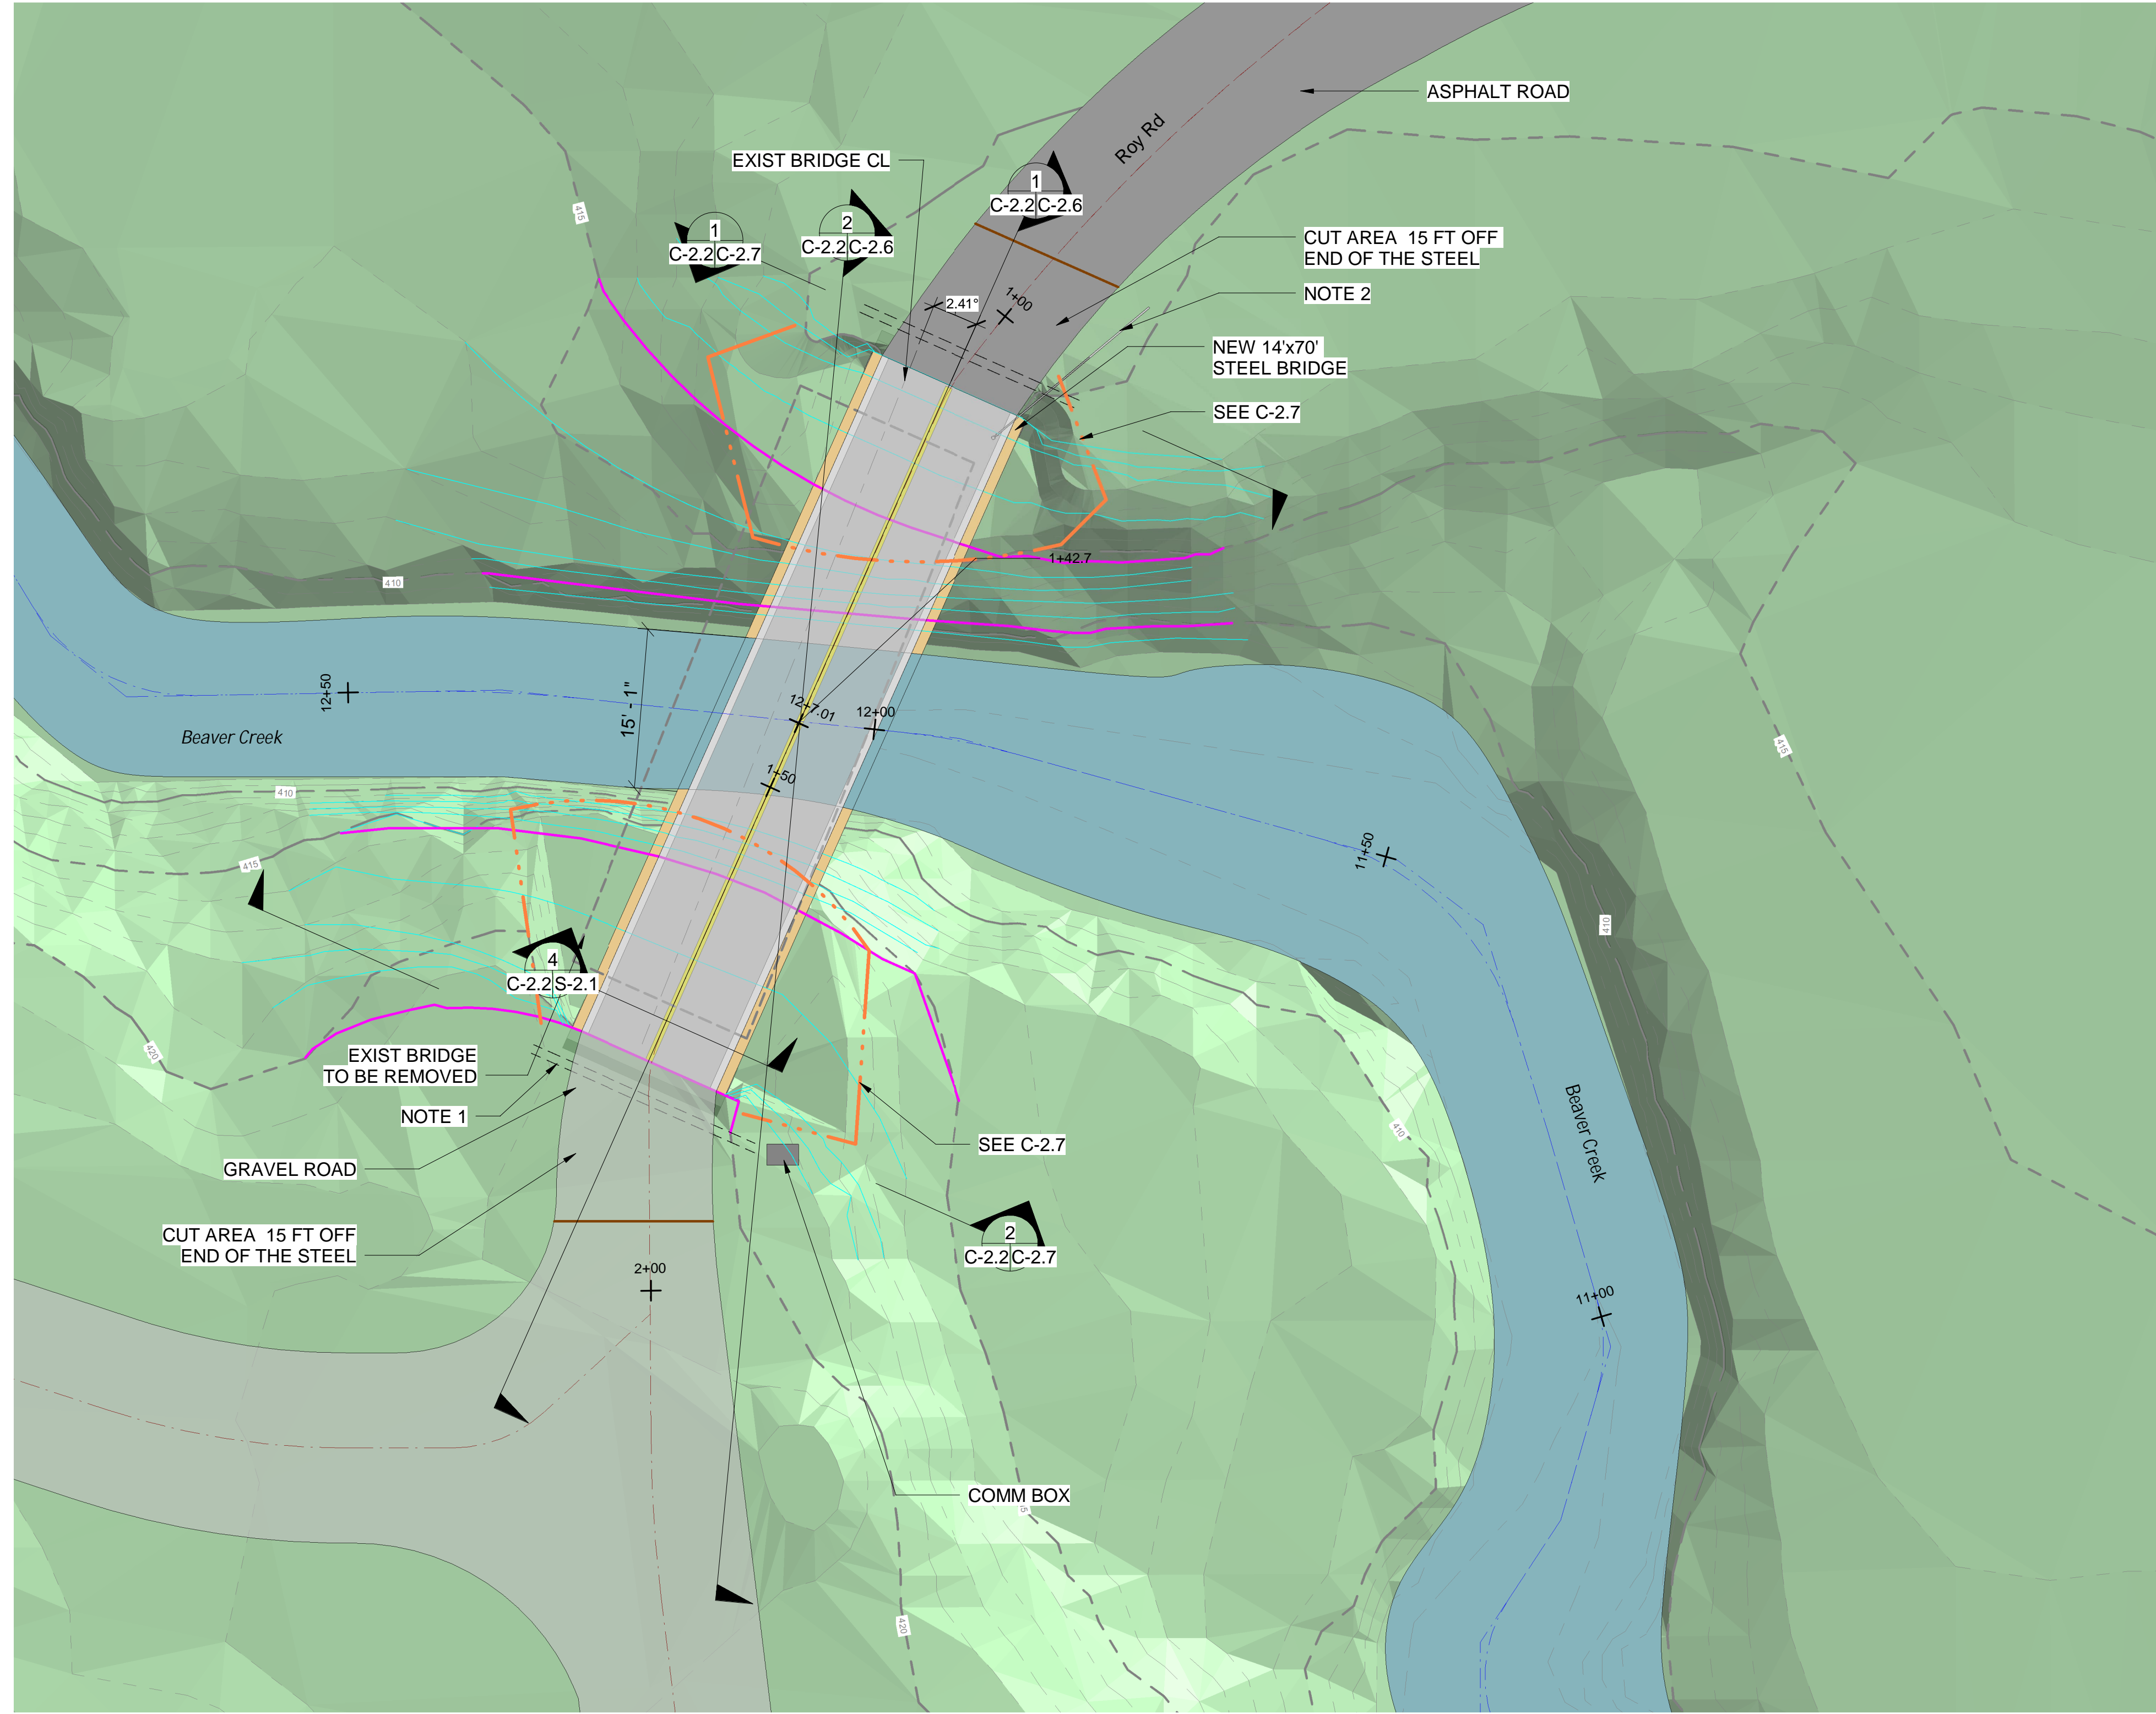 ASPHALT ROAD
Roy Rd
EXIST BRIDGE CL
1
C-2.2 C-2.6
2
C-2.2 C-2.6
1
C-2.2 C-2.7
415
CUT AREA 15 FT OFF
END OF THE STEEL
NOTE 2
2.41°
1+00
NEW 14'x70'
STEEL BRIDGE
SEE C-2.7
1+42.7
410
12+50
15' - 1"
12+7.01
12+00
Beaver Creek
415
1+50
410
11+50
415
410
4
C-2.2 S-2.1
420
EXIST BRIDGE
TO BE REMOVED
NOTE 1
Beaver Creek
410
SEE C-2.7
GRAVEL ROAD
CUT AREA 15 FT OFF
END OF THE STEEL
2
C-2.2 C-2.7
2+00
11+00
COMM BOX
420